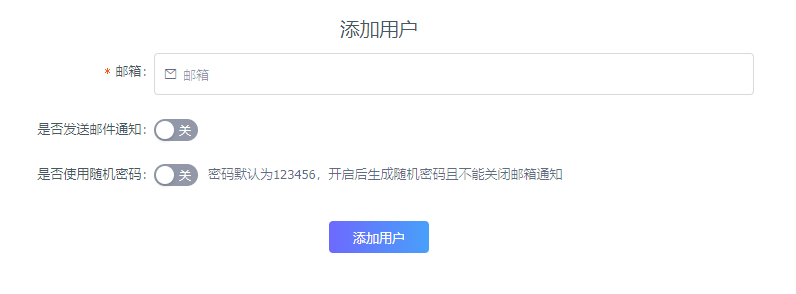 添加用户
* 邮箱：
邮箱
是否发送邮件通知：关
是否使用随机密码：关 密码默认为123456，开启后生成随机密码且不能关闭邮箱通知
添加用户